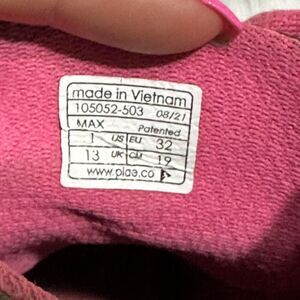 made in Vietnam
105052-503 08/21
MAX Patented
1 US EU 32
13 UK CM 19
www.plae.co